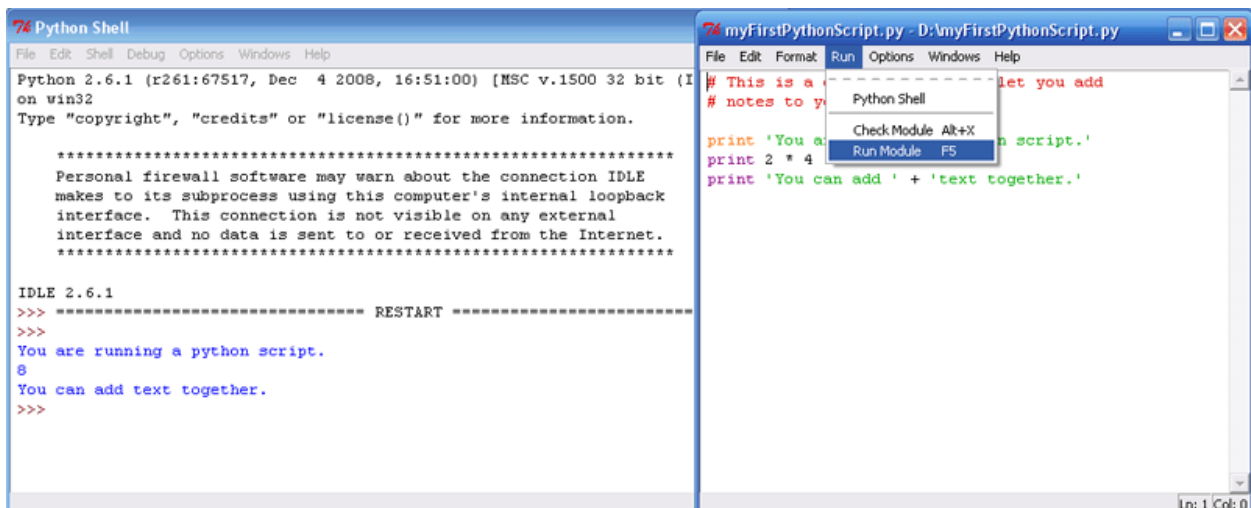 Python Shell
File Edit Shell Debug Options Windows Help
Python 2.6.1 (r261:67517, Dec  4 2008, 16:51:00) [MSC v.1500 32 bit (I
on win32
Type "copyright", "credits" or "license()" for more information.
****************************************************************
Personal firewall software may warn about the connection IDLE
makes to its subprocess using this computer's internal loopback
interface.  This connection is not visible on any external
interface and no data is sent to or received from the Internet.
****************************************************************
IDLE 2.6.1
>>> ================================ RESTART =========================
>>>
You are running a python script.
8
You can add text together.
>>>
myFirstPythonScript.py - D:\myFirstPythonScript.py
File Edit Format Run Options Windows Help
# This is a let you add
# notes to y
print 'You a n script.'
print 2 * 4
print 'You can add ' + 'text together.'
Python Shell
Check Module Alt+X
Run Module F5
Ln: 1 Col: 0